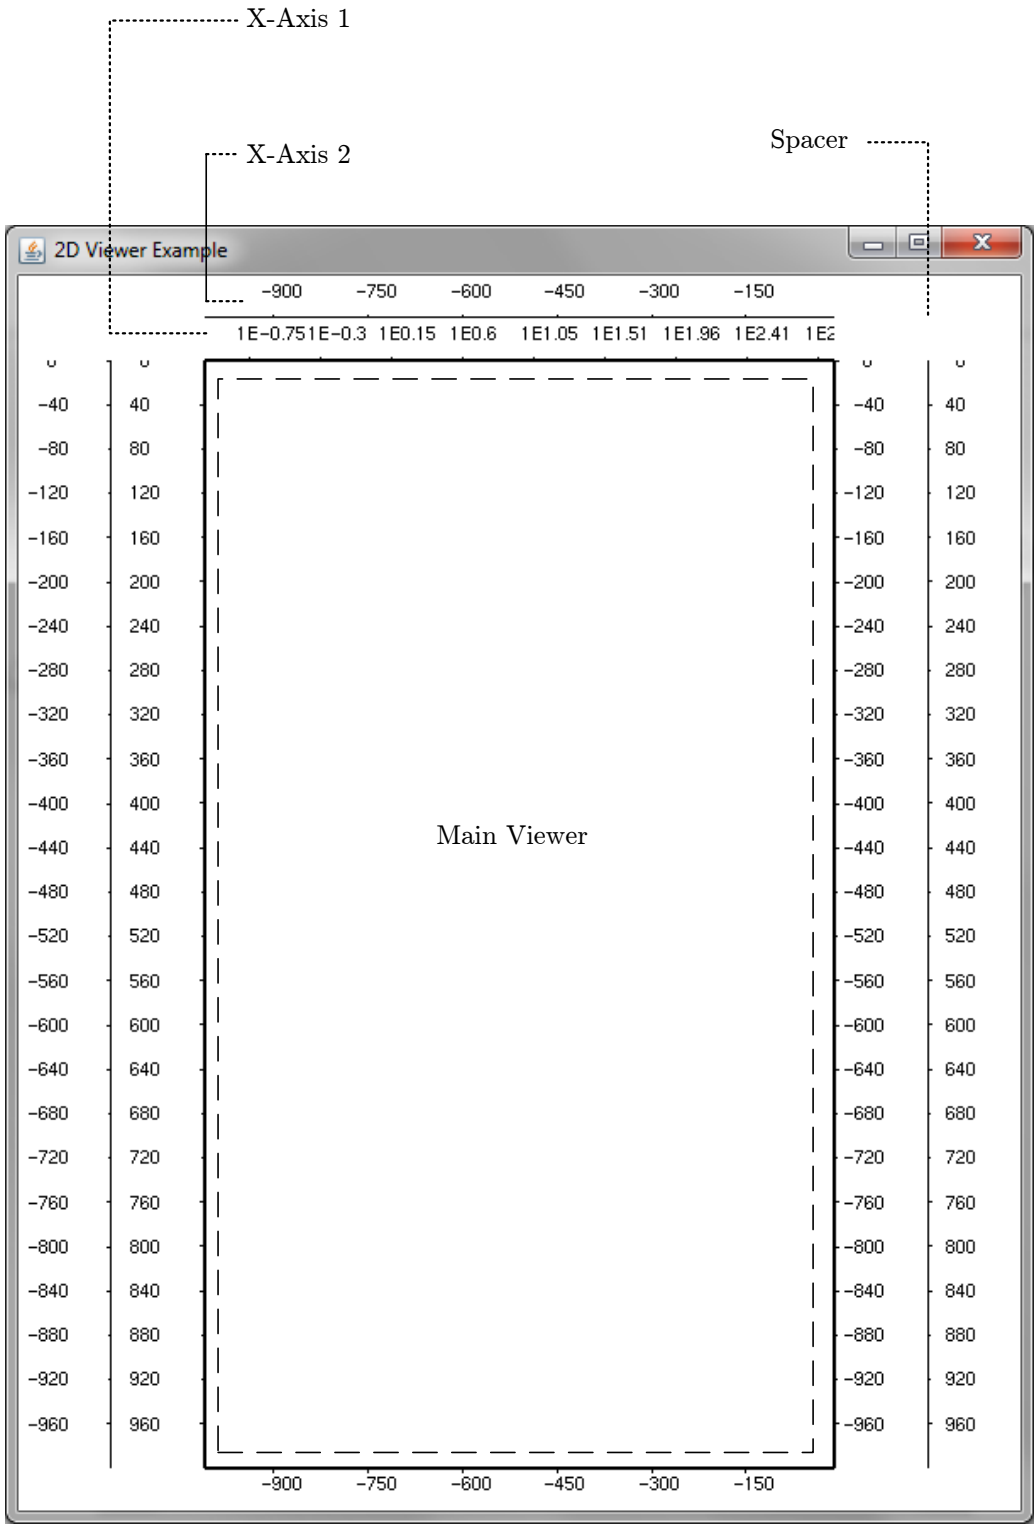 X-Axis 1
Spacer
X-Axis 2
2D Viewer Example
-900 -750 -600 -450 -300 -150
1E-0.75 1E-0.3 1E0.15 1E0.6 1E1.05 1E1.51 1E1.96 1E2.41 1E2
0 0 0 0
-40 40 -40 40
-80 80 -80 80
-120 120 -120 120
-160 160 -160 160
-200 200 -200 200
-240 240 -240 240
-280 280 -280 280
-320 320 -320 320
-360 360 -360 360
-400 400 -400 400
Main Viewer
-440 440 -440 440
-480 480 -480 480
-520 520 -520 520
-560 560 -560 560
-600 600 -600 600
-640 640 -640 640
-680 680 -680 680
-720 720 -720 720
-760 760 -760 760
-800 800 -800 800
-840 840 -840 840
-880 880 -880 880
-920 920 -920 920
-960 960 -960 960
-900 -750 -600 -450 -300 -150